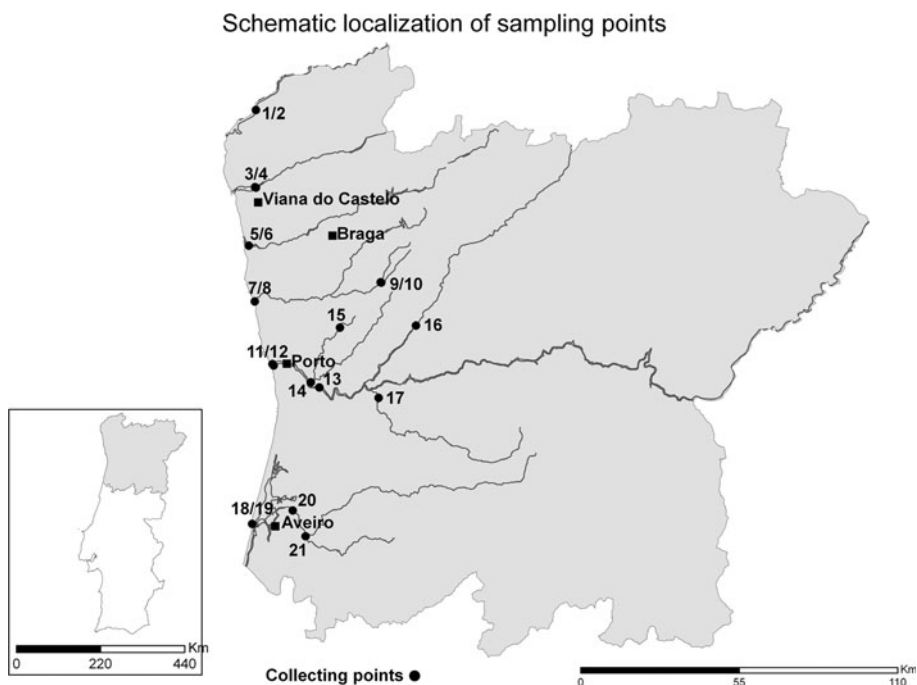 Schematic localization of sampling points
1/2
3/4
Viana do Castelo
5/6
Braga
9/10
7/8
15
16
11/12
Porto
14
13
17
20
18/19
Aveiro
21
Km
0 220 440
Collecting points
Km
0 55 110